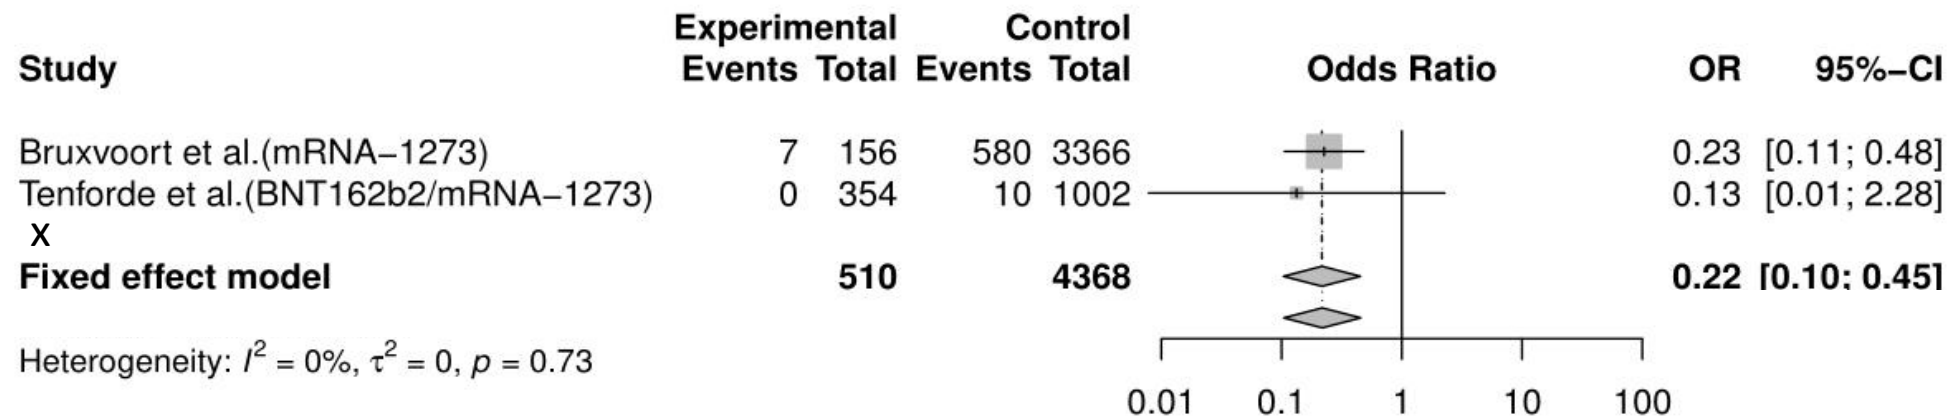 Experimental Control
Study Events Total Events Total Odds Ratio OR 95%−CI
Bruxvoort et al.(mRNA−1273) 7 156 580 3366 0.23 [0.11; 0.48]
Tenforde et al.(BNT162b2/mRNA−1273) 0 354 10 1002 0.13 [0.01; 2.28]
X
Fixed effect model 510 4368 0.22 [0.10; 0.45]
Heterogeneity: I² = 0%, τ² = 0, p = 0.73
0.01 0.1 1 10 100